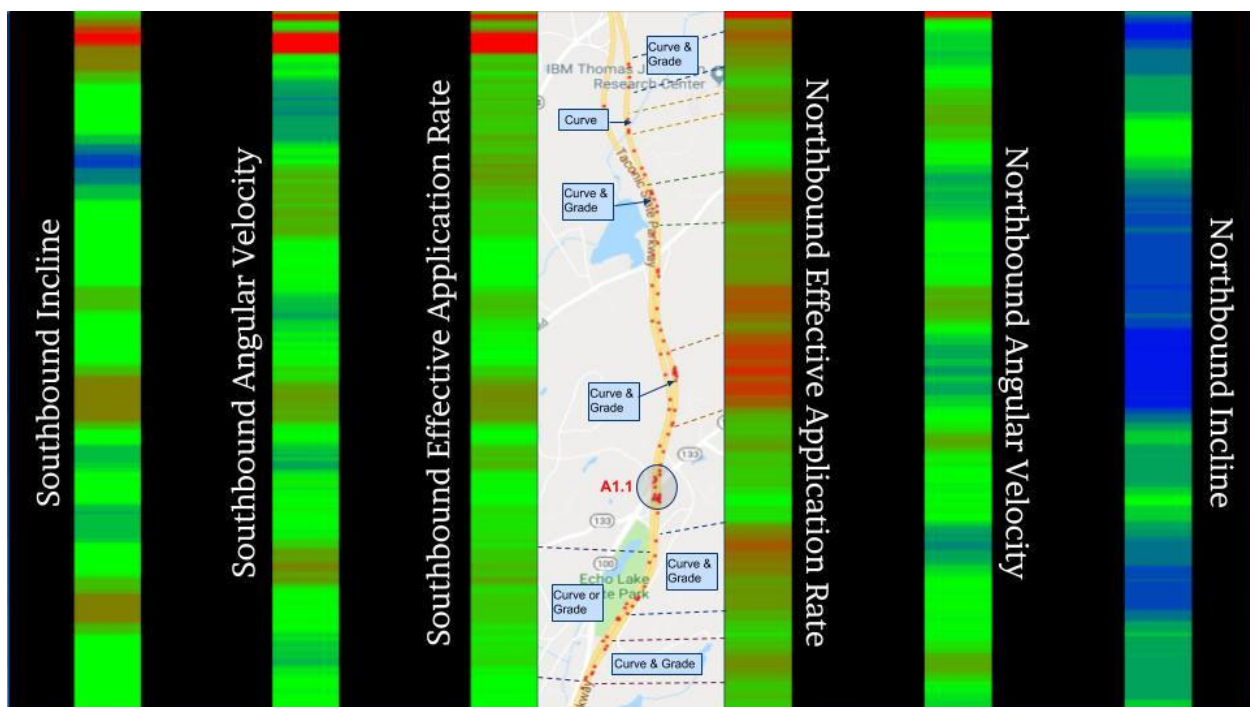 Southbound Incline
Southbound Angular Velocity
Southbound Effective Application Rate
Curve &
Grade
IBM Thomas J
Research Center
Curve
Taconic State Parkway
Curve &
Grade
Curve &
Grade
133
A1.1
133
100
Echo Lake
Park
Curve &
Grade
Curve or
Grade
Curve & Grade
Northbound Effective Application Rate
Northbound Angular Velocity
Northbound Incline